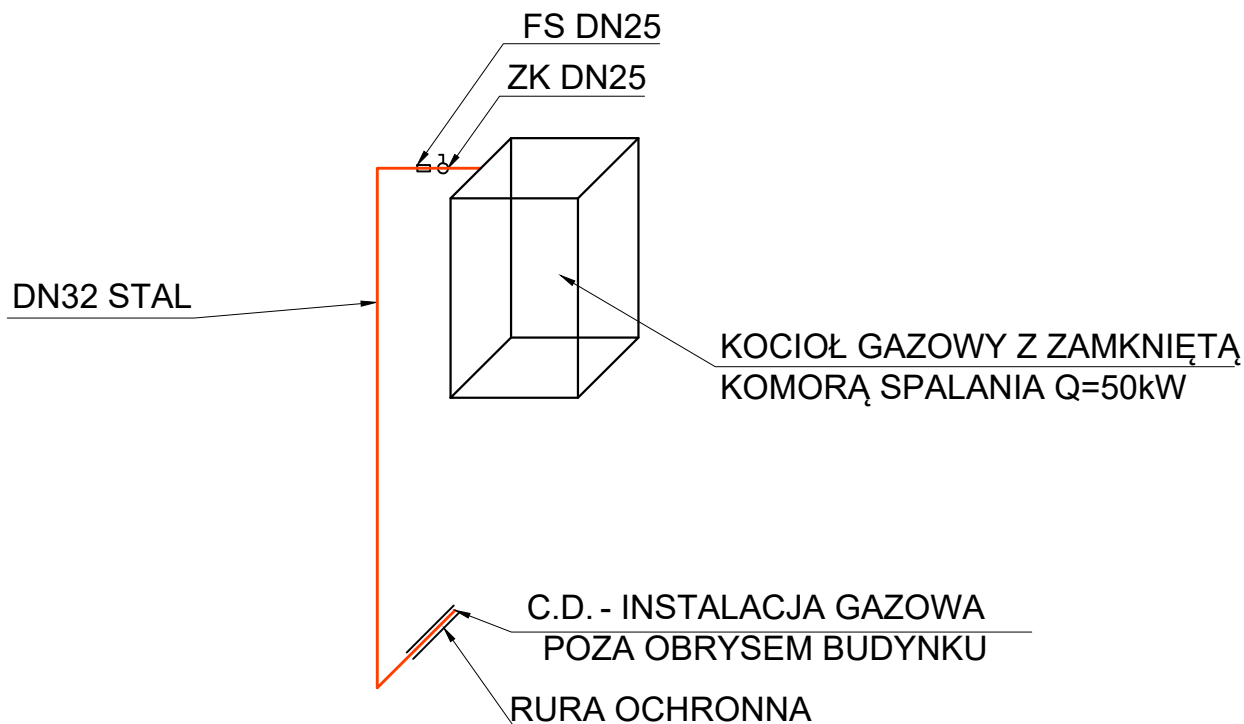 FS DN25
ZK DN25
DN32 STAL
KOCIOŁ GAZOWY Z ZAMKNIĘTĄ
KOMORĄ SPALANIA Q=50kW
C.D. - INSTALACJA GAZOWA
POZA OBRYSEM BUDYNKU
RURA OCHRONNA